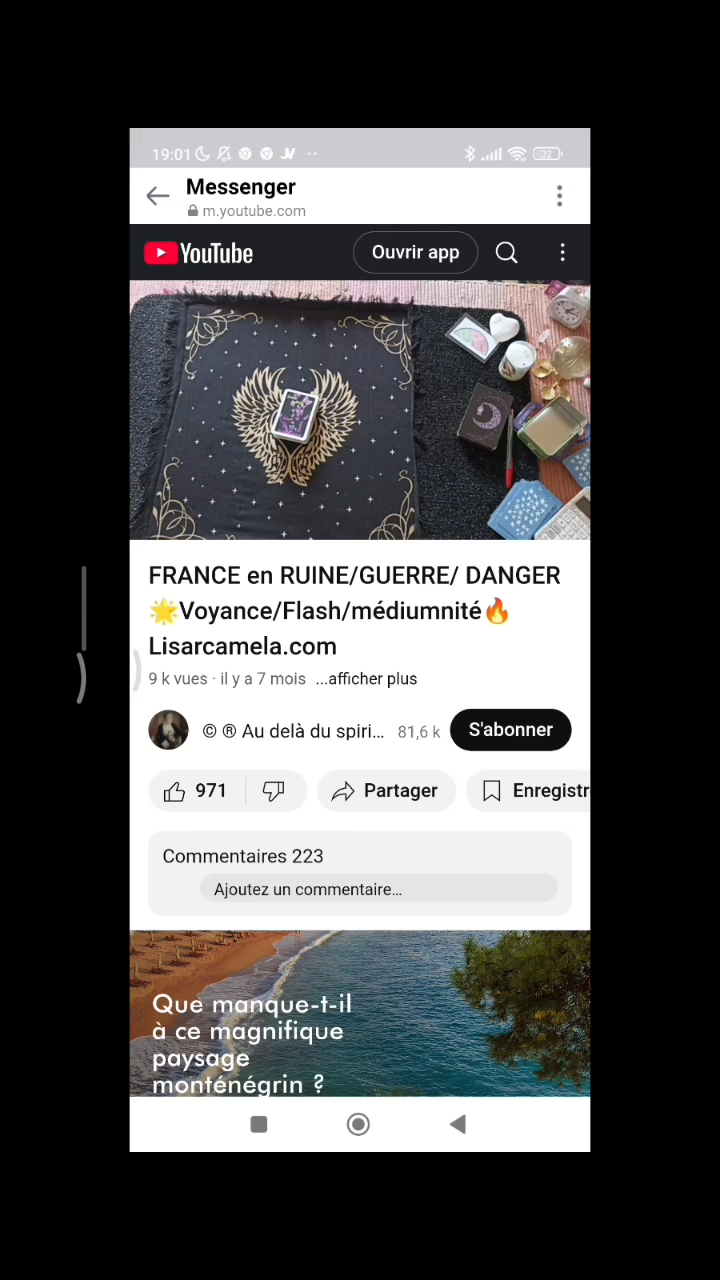 19:01
32
Messenger
m.youtube.com
YouTube
Ouvrir app
FRANCE en RUINE/GUERRE/ DANGER
🌟Voyance/Flash/médiumnité🔥
Lisarcamela.com
9 k vues · il y a 7 mois ...afficher plus
© ® Au delà du spiri... 81,6 k S'abonner
971 Partager Enregistr
Commentaires 223
Ajoutez un commentaire...
Que manque-t-il
à ce magnifique
paysage
monténégrin ?